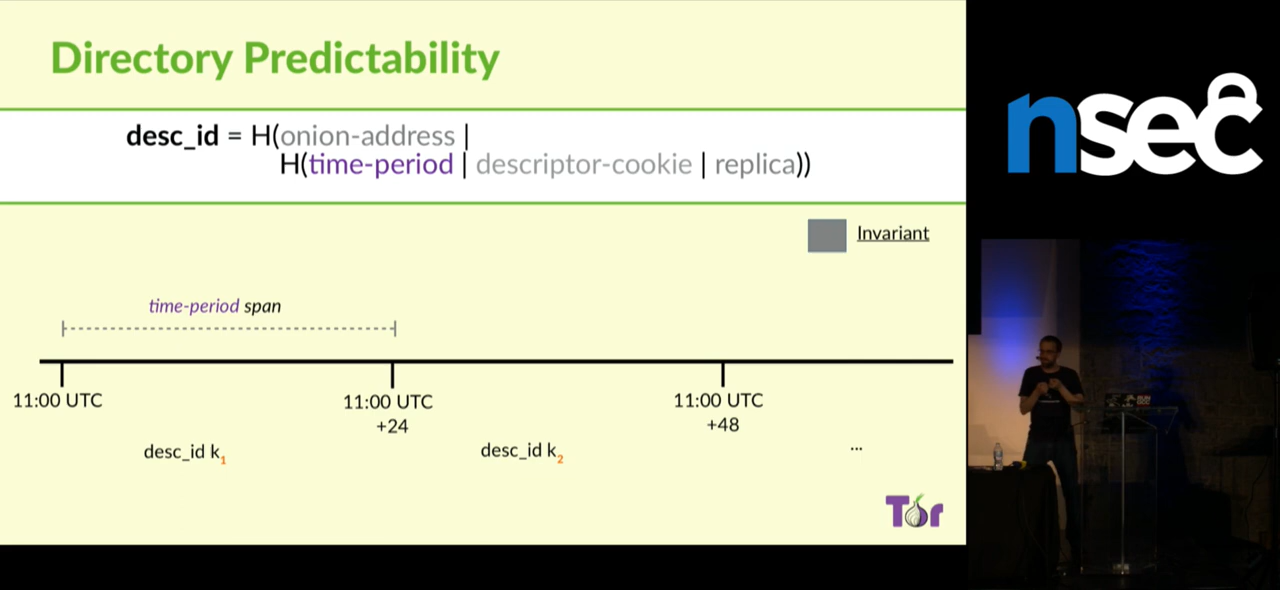 Directory Predictability
desc_id = H(onion-address |
H(time-period | descriptor-cookie | replica))
Invariant
time-period span
11:00 UTC
11:00 UTC
+24
11:00 UTC
+48
desc_id k1
desc_id k2
...
Tor
nsec